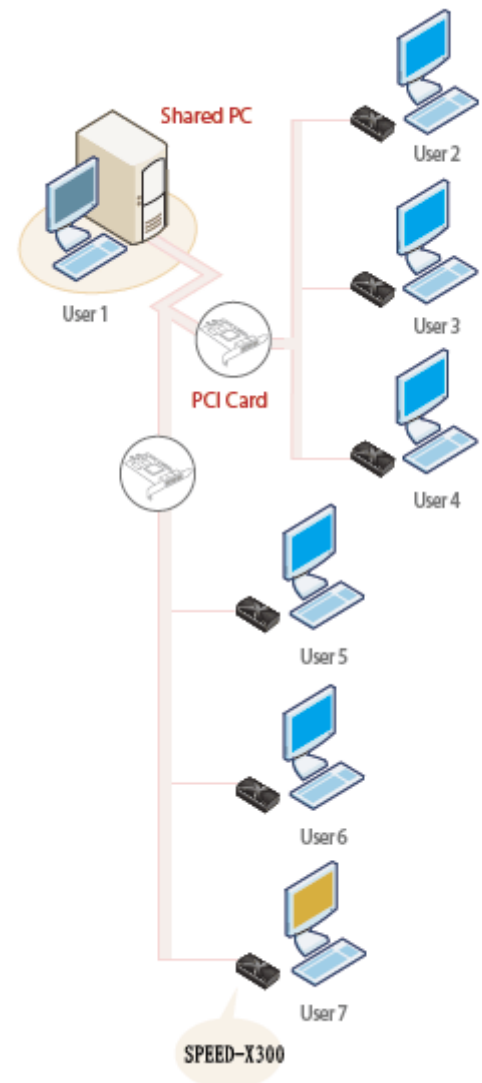 Shared PC
User 1
User 2
User 3
PCI Card
User 4
User 5
User 6
User 7
SPEED-X300